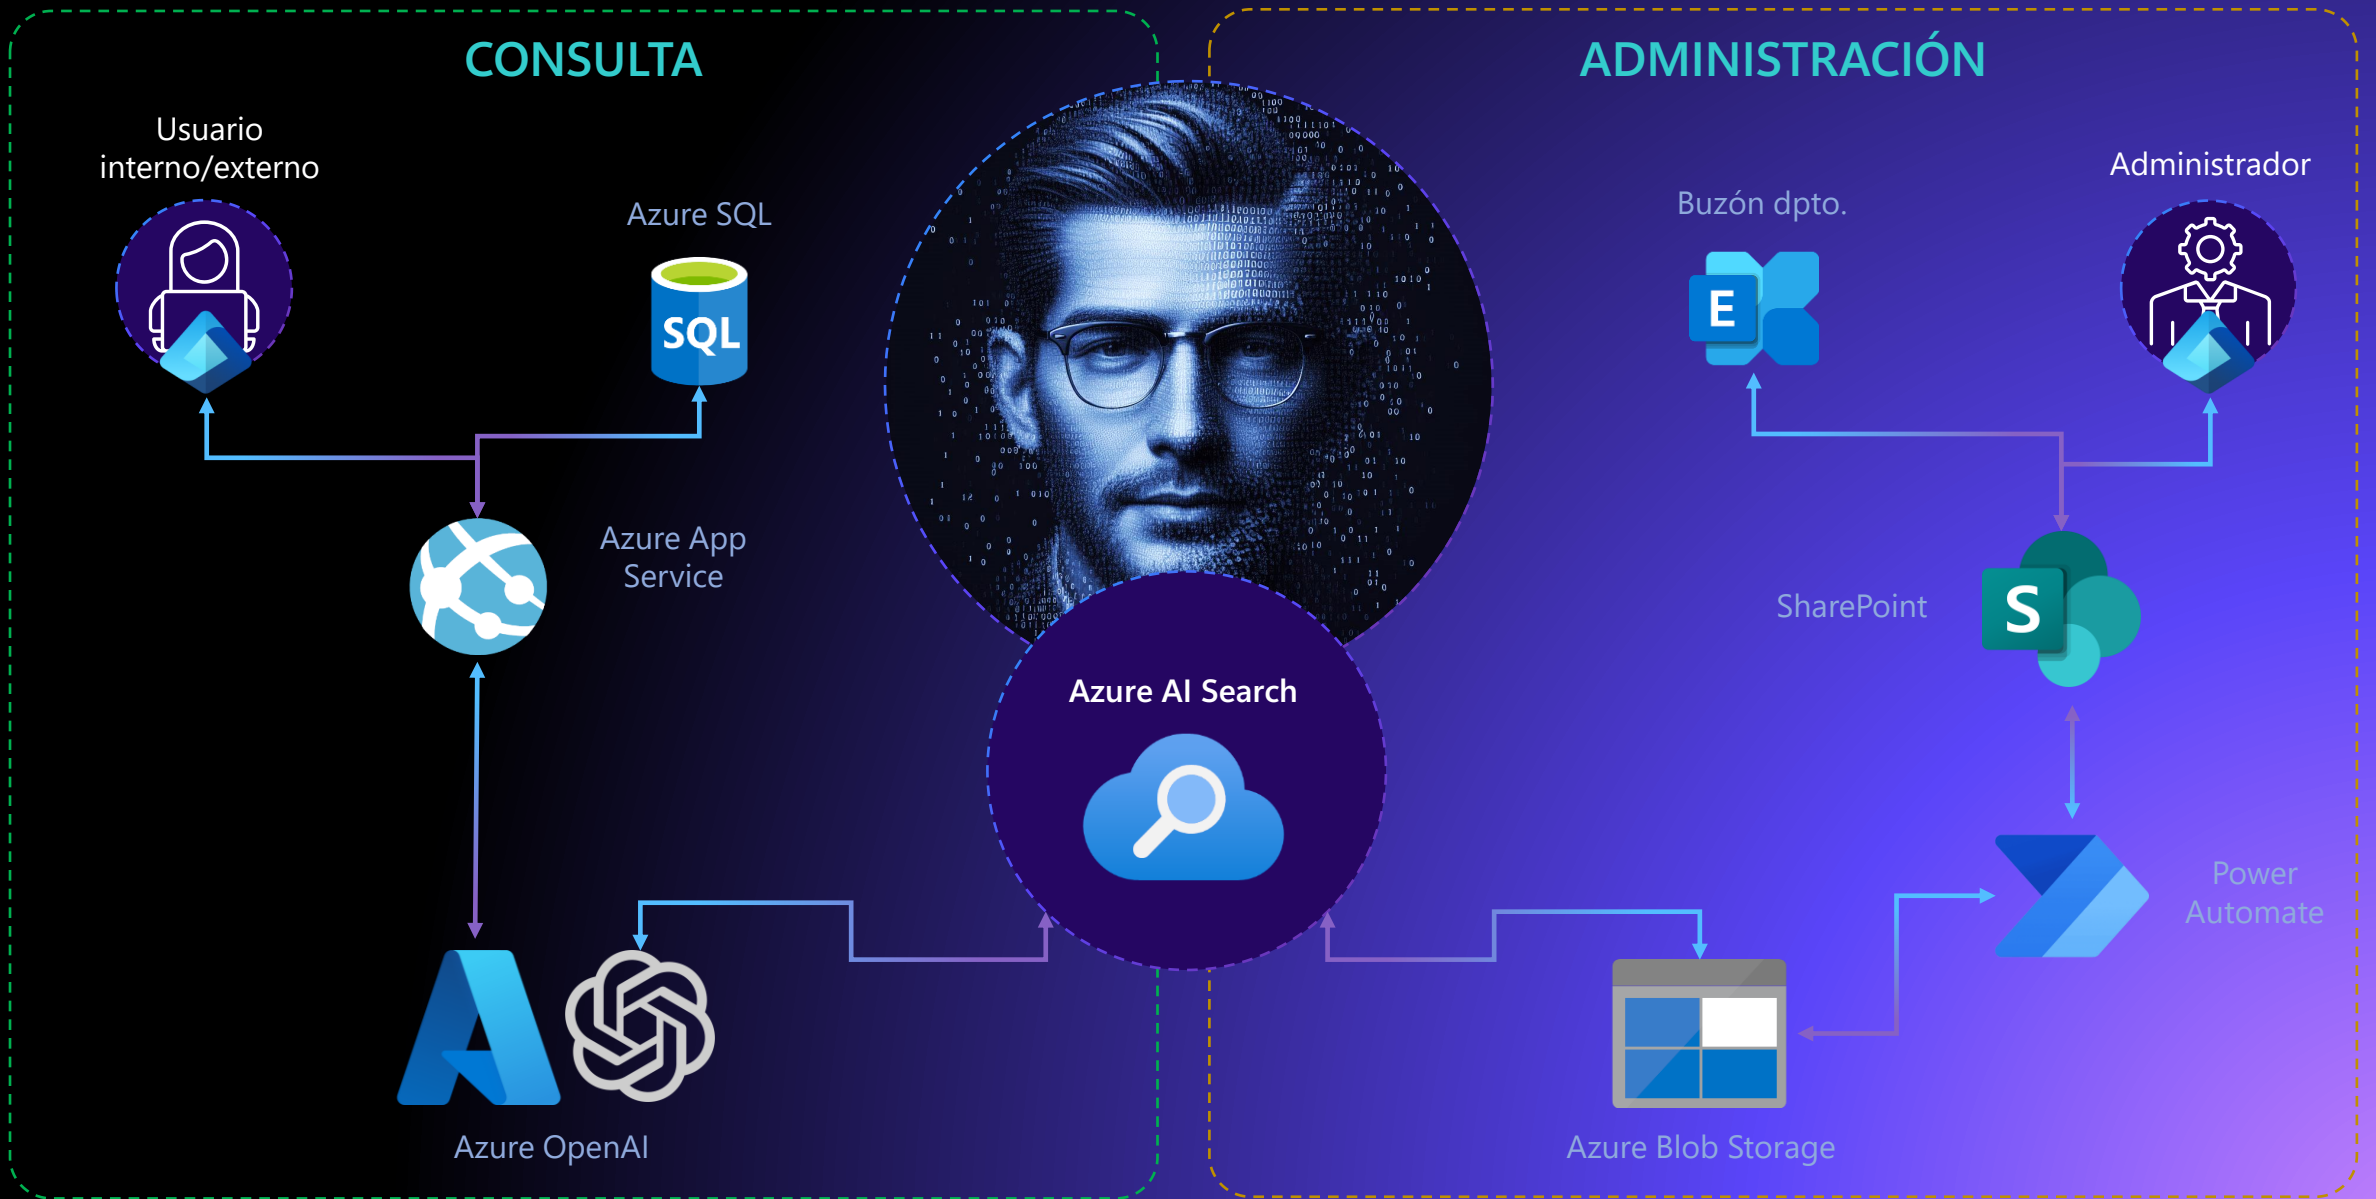 CONSULTA
Usuario
interno/externo
Azure SQL
SQL
Azure App
Service
Azure OpenAI
Azure AI Search
ADMINISTRACIÓN
Buzón dpto.
E
Administrador
SharePoint
S
Power
Automate
Azure Blob Storage